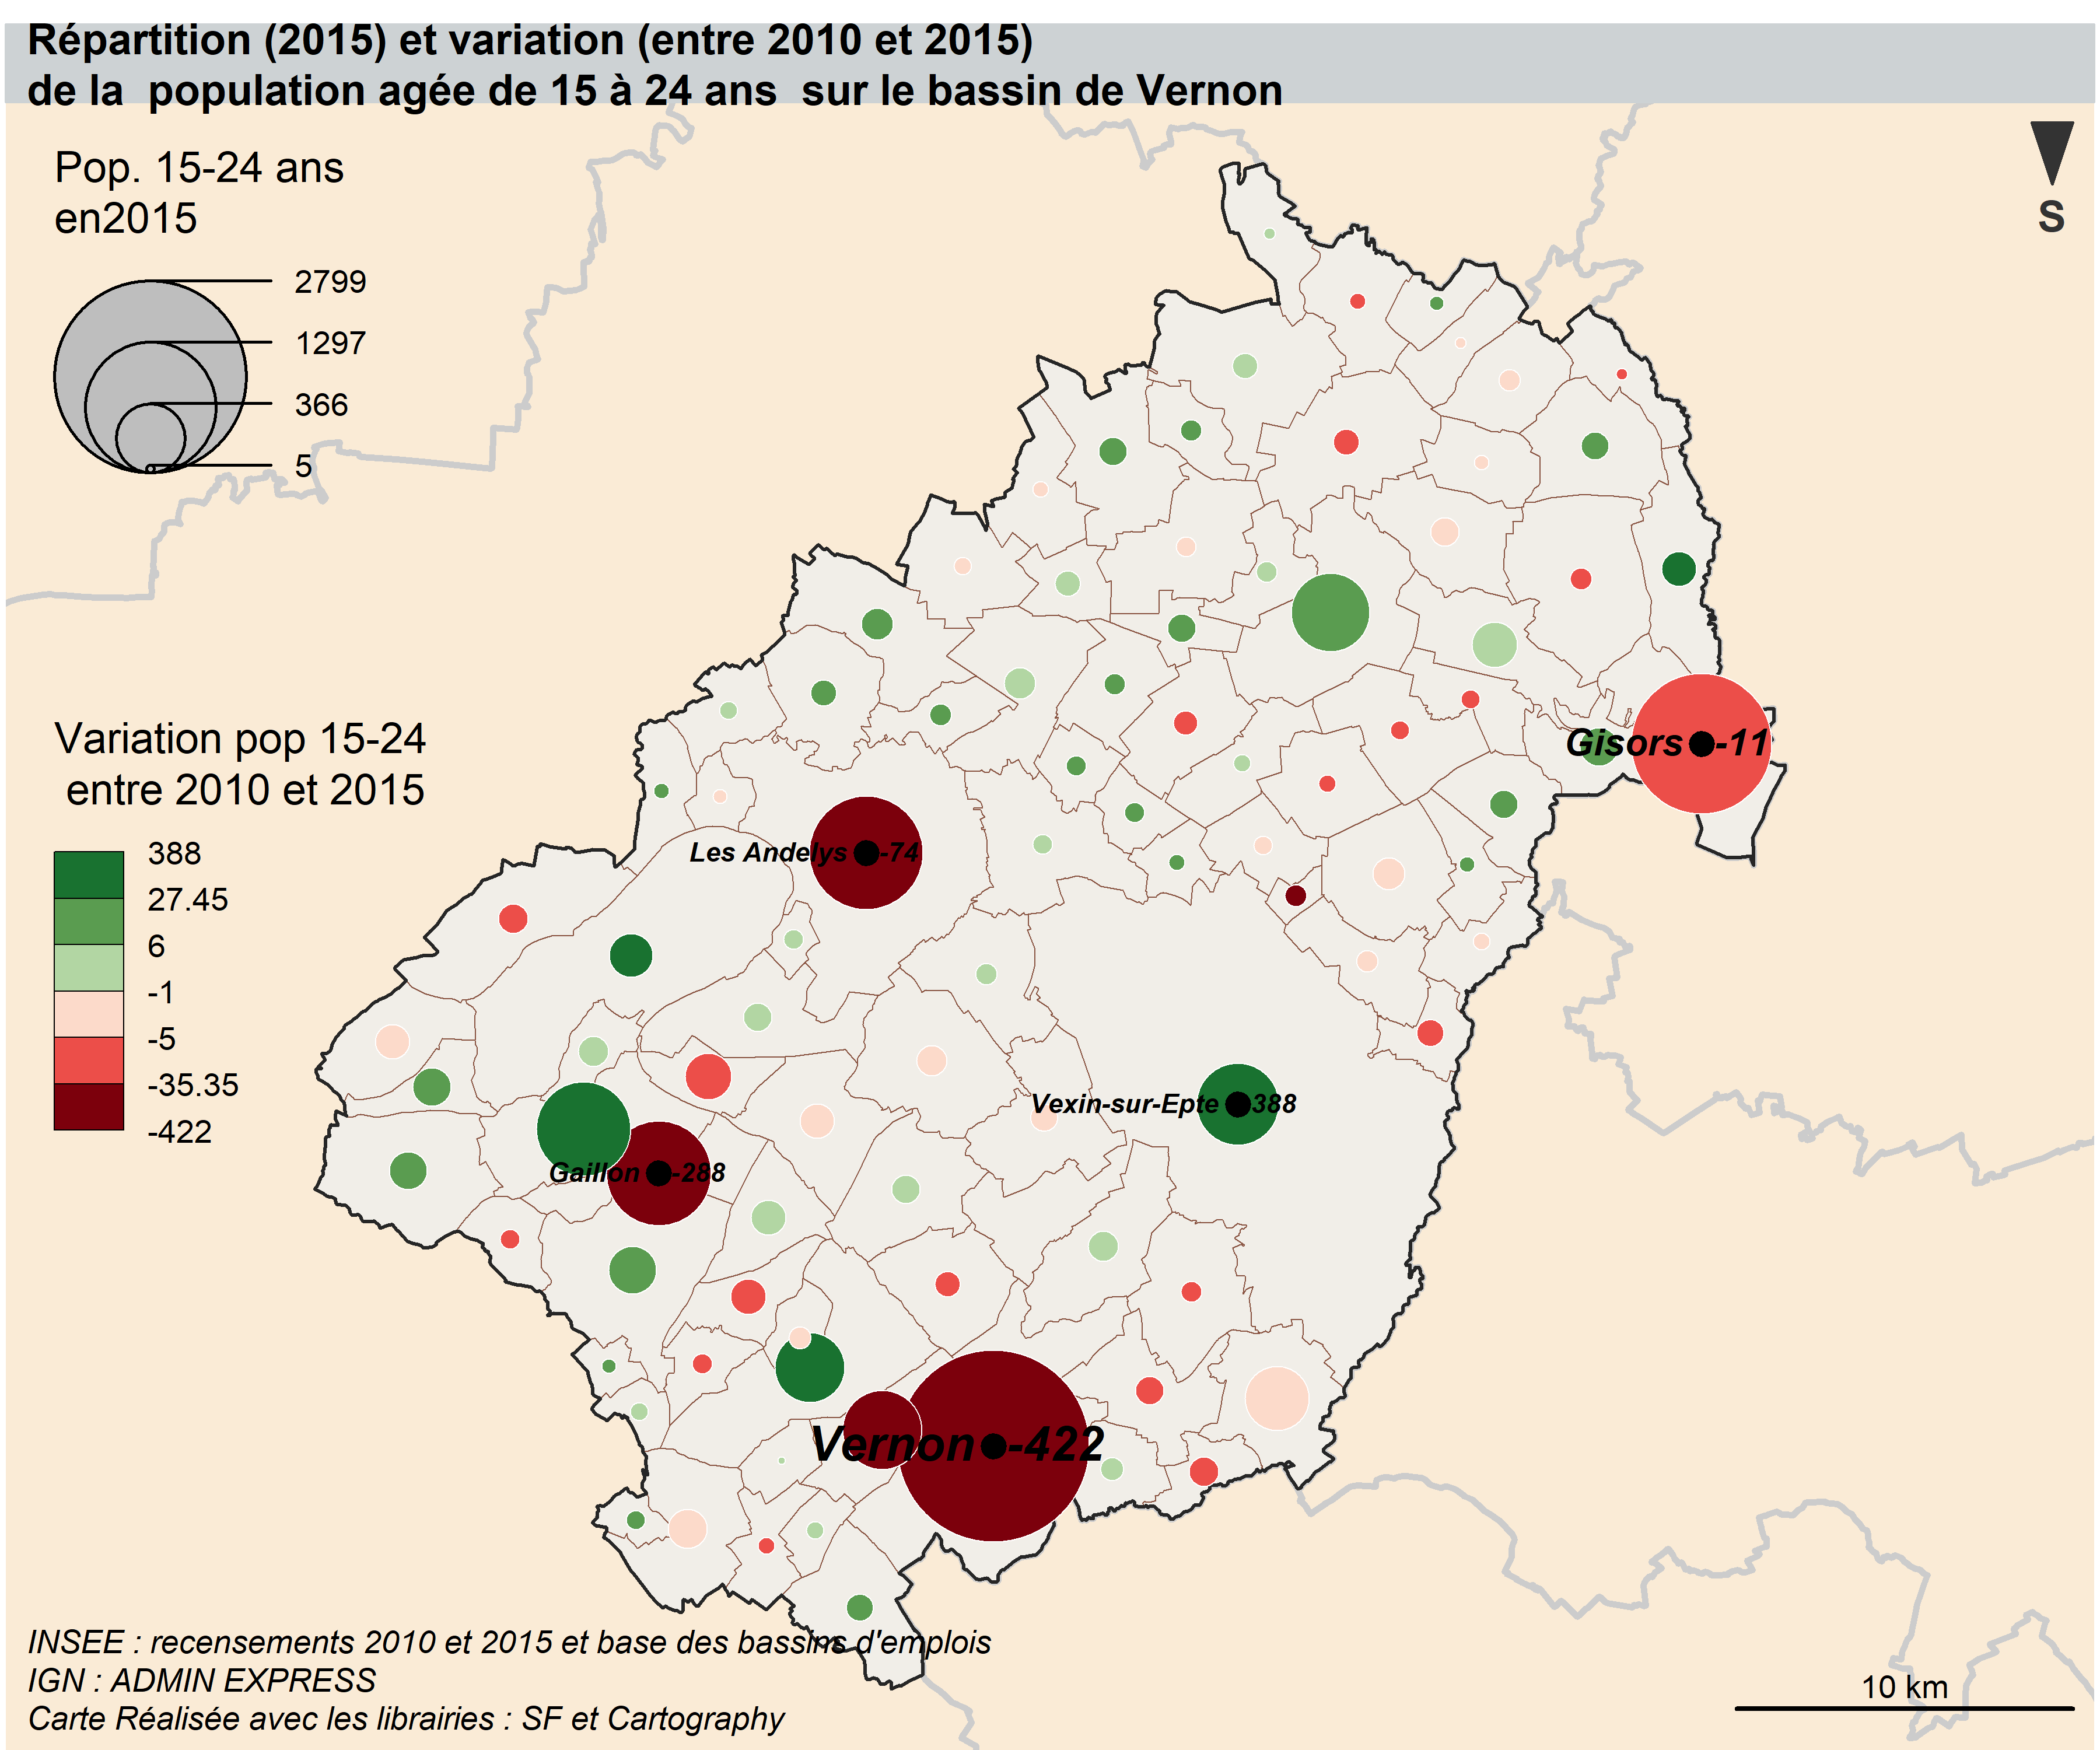 Répartition (2015) et variation (entre 2010 et 2015)
de la  population agée de 15 à 24 ans  sur le bassin de Vernon
Pop. 15-24 ans
en2015
2799
1297
366
5
S
Variation pop 15-24
entre 2010 et 2015
388
27.45
6
-1
-5
-35.35
-422
Gisors -11
Les Andelys -74
Vexin-sur-Epte 388
Gaillon -288
Vernon -422
INSEE : recensements 2010 et 2015 et base des bassins d'emplois
IGN : ADMIN EXPRESS
Carte Réalisée avec les librairies : SF et Cartography
10 km